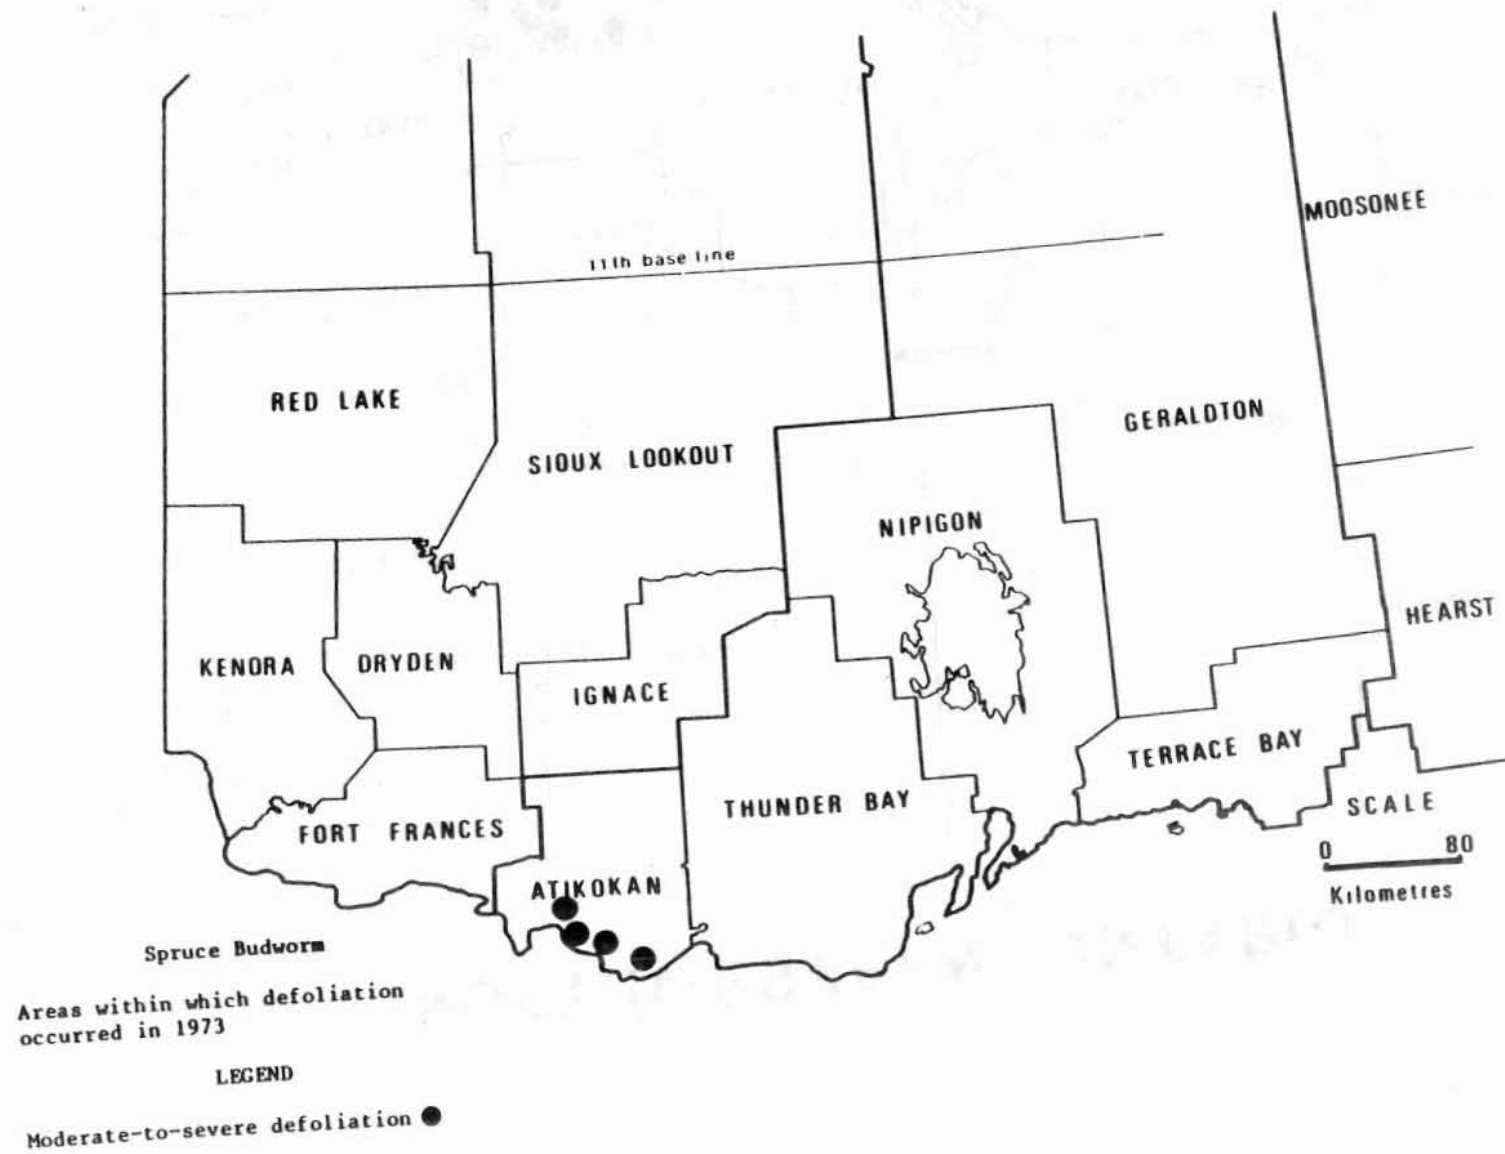 MOOSONEE
11th base line
RED LAKE
GERALDTON
SIOUX LOOKOUT
NIPIGON
HEARST
KENORA
DRYDEN
IGNACE
TERRACE BAY
THUNDER BAY
SCALE
FORT FRANCES
0 80
Kilometres
ATIKOKAN
Spruce Budworm
Areas within which defoliation
occurred in 1973
LEGEND
Moderate-to-severe defoliation